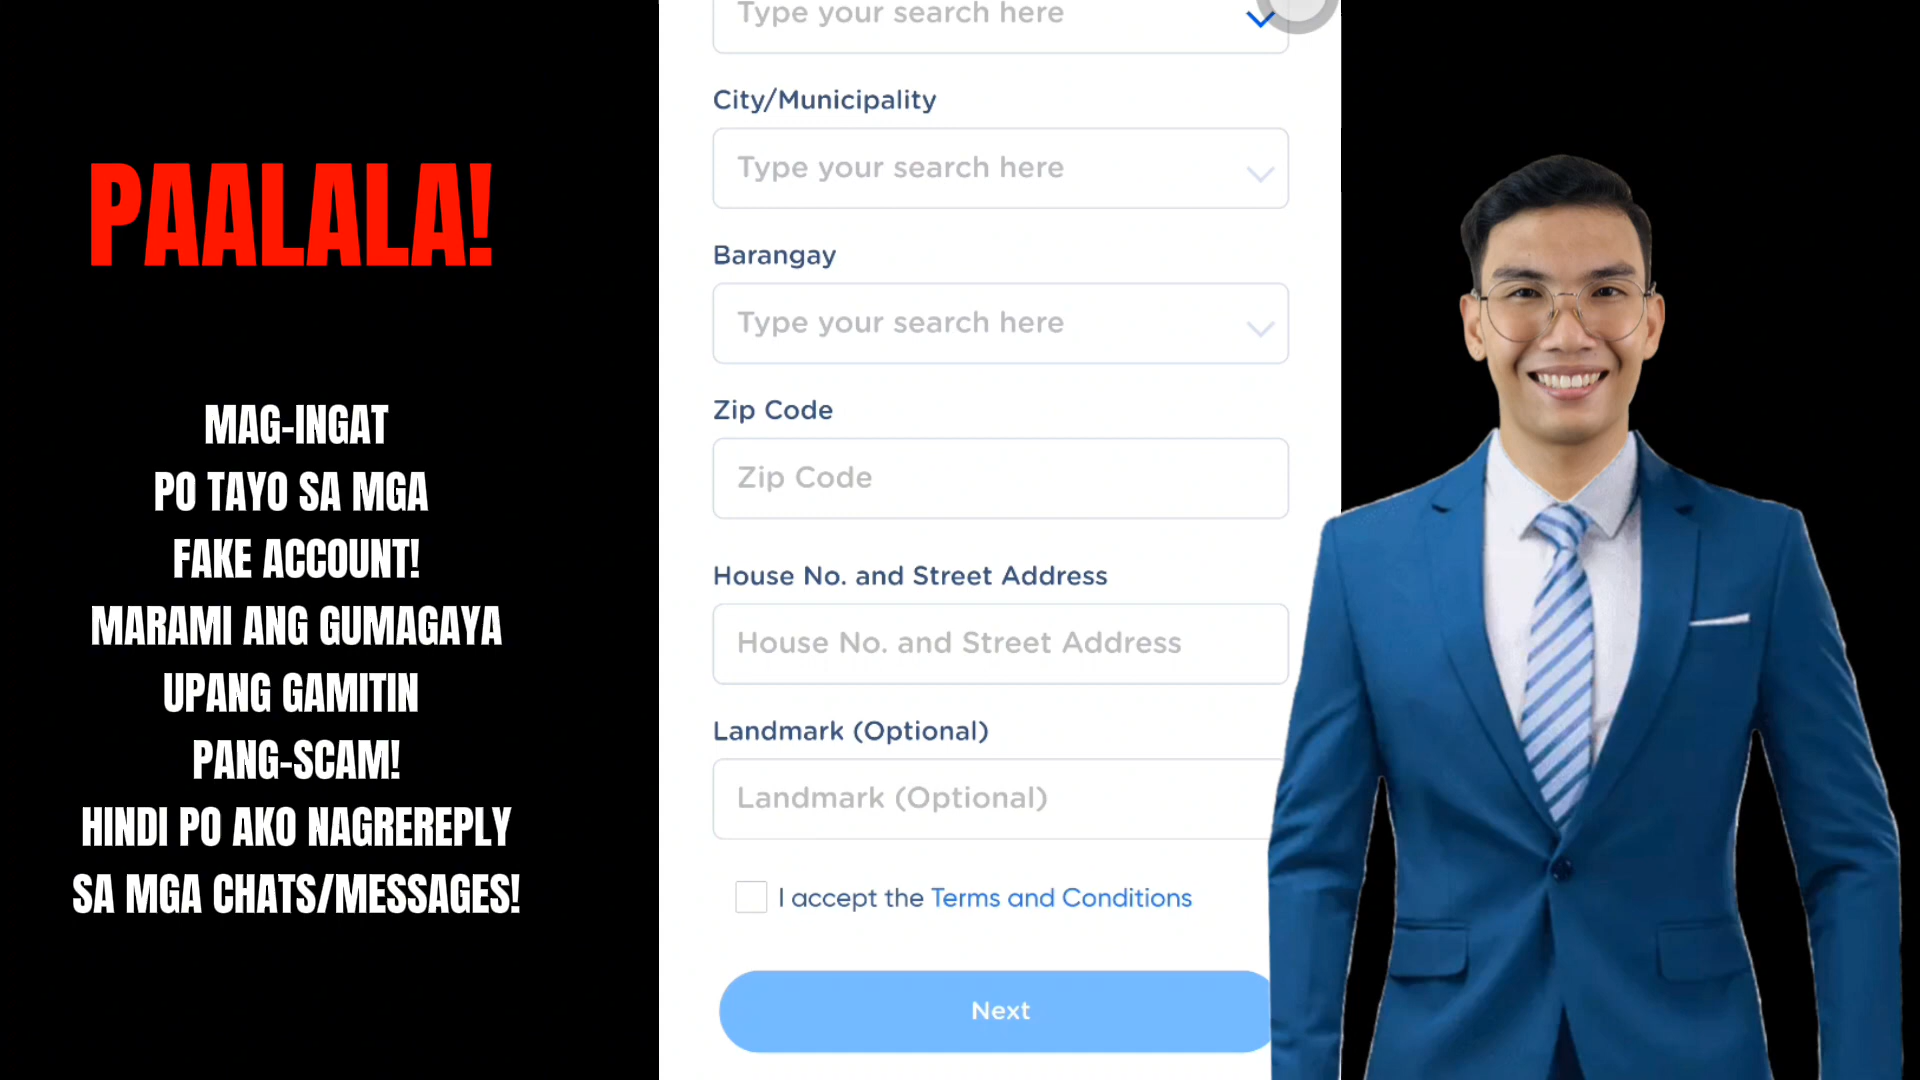 PAALALA!
MAG-INGAT
PO TAYO SA MGA
FAKE ACCOUNT!
MARAMI ANG GUMAGAYA
UPANG GAMITIN
PANG-SCAM!
HINDI PO AKO NAGREREPLY
SA MGA CHATS/MESSAGES!
Type your search here
City/Municipality
Type your search here
Barangay
Type your search here
Zip Code
Zip Code
House No. and Street Address
House No. and Street Address
Landmark (Optional)
Landmark (Optional)
I accept the Terms and Conditions
Next